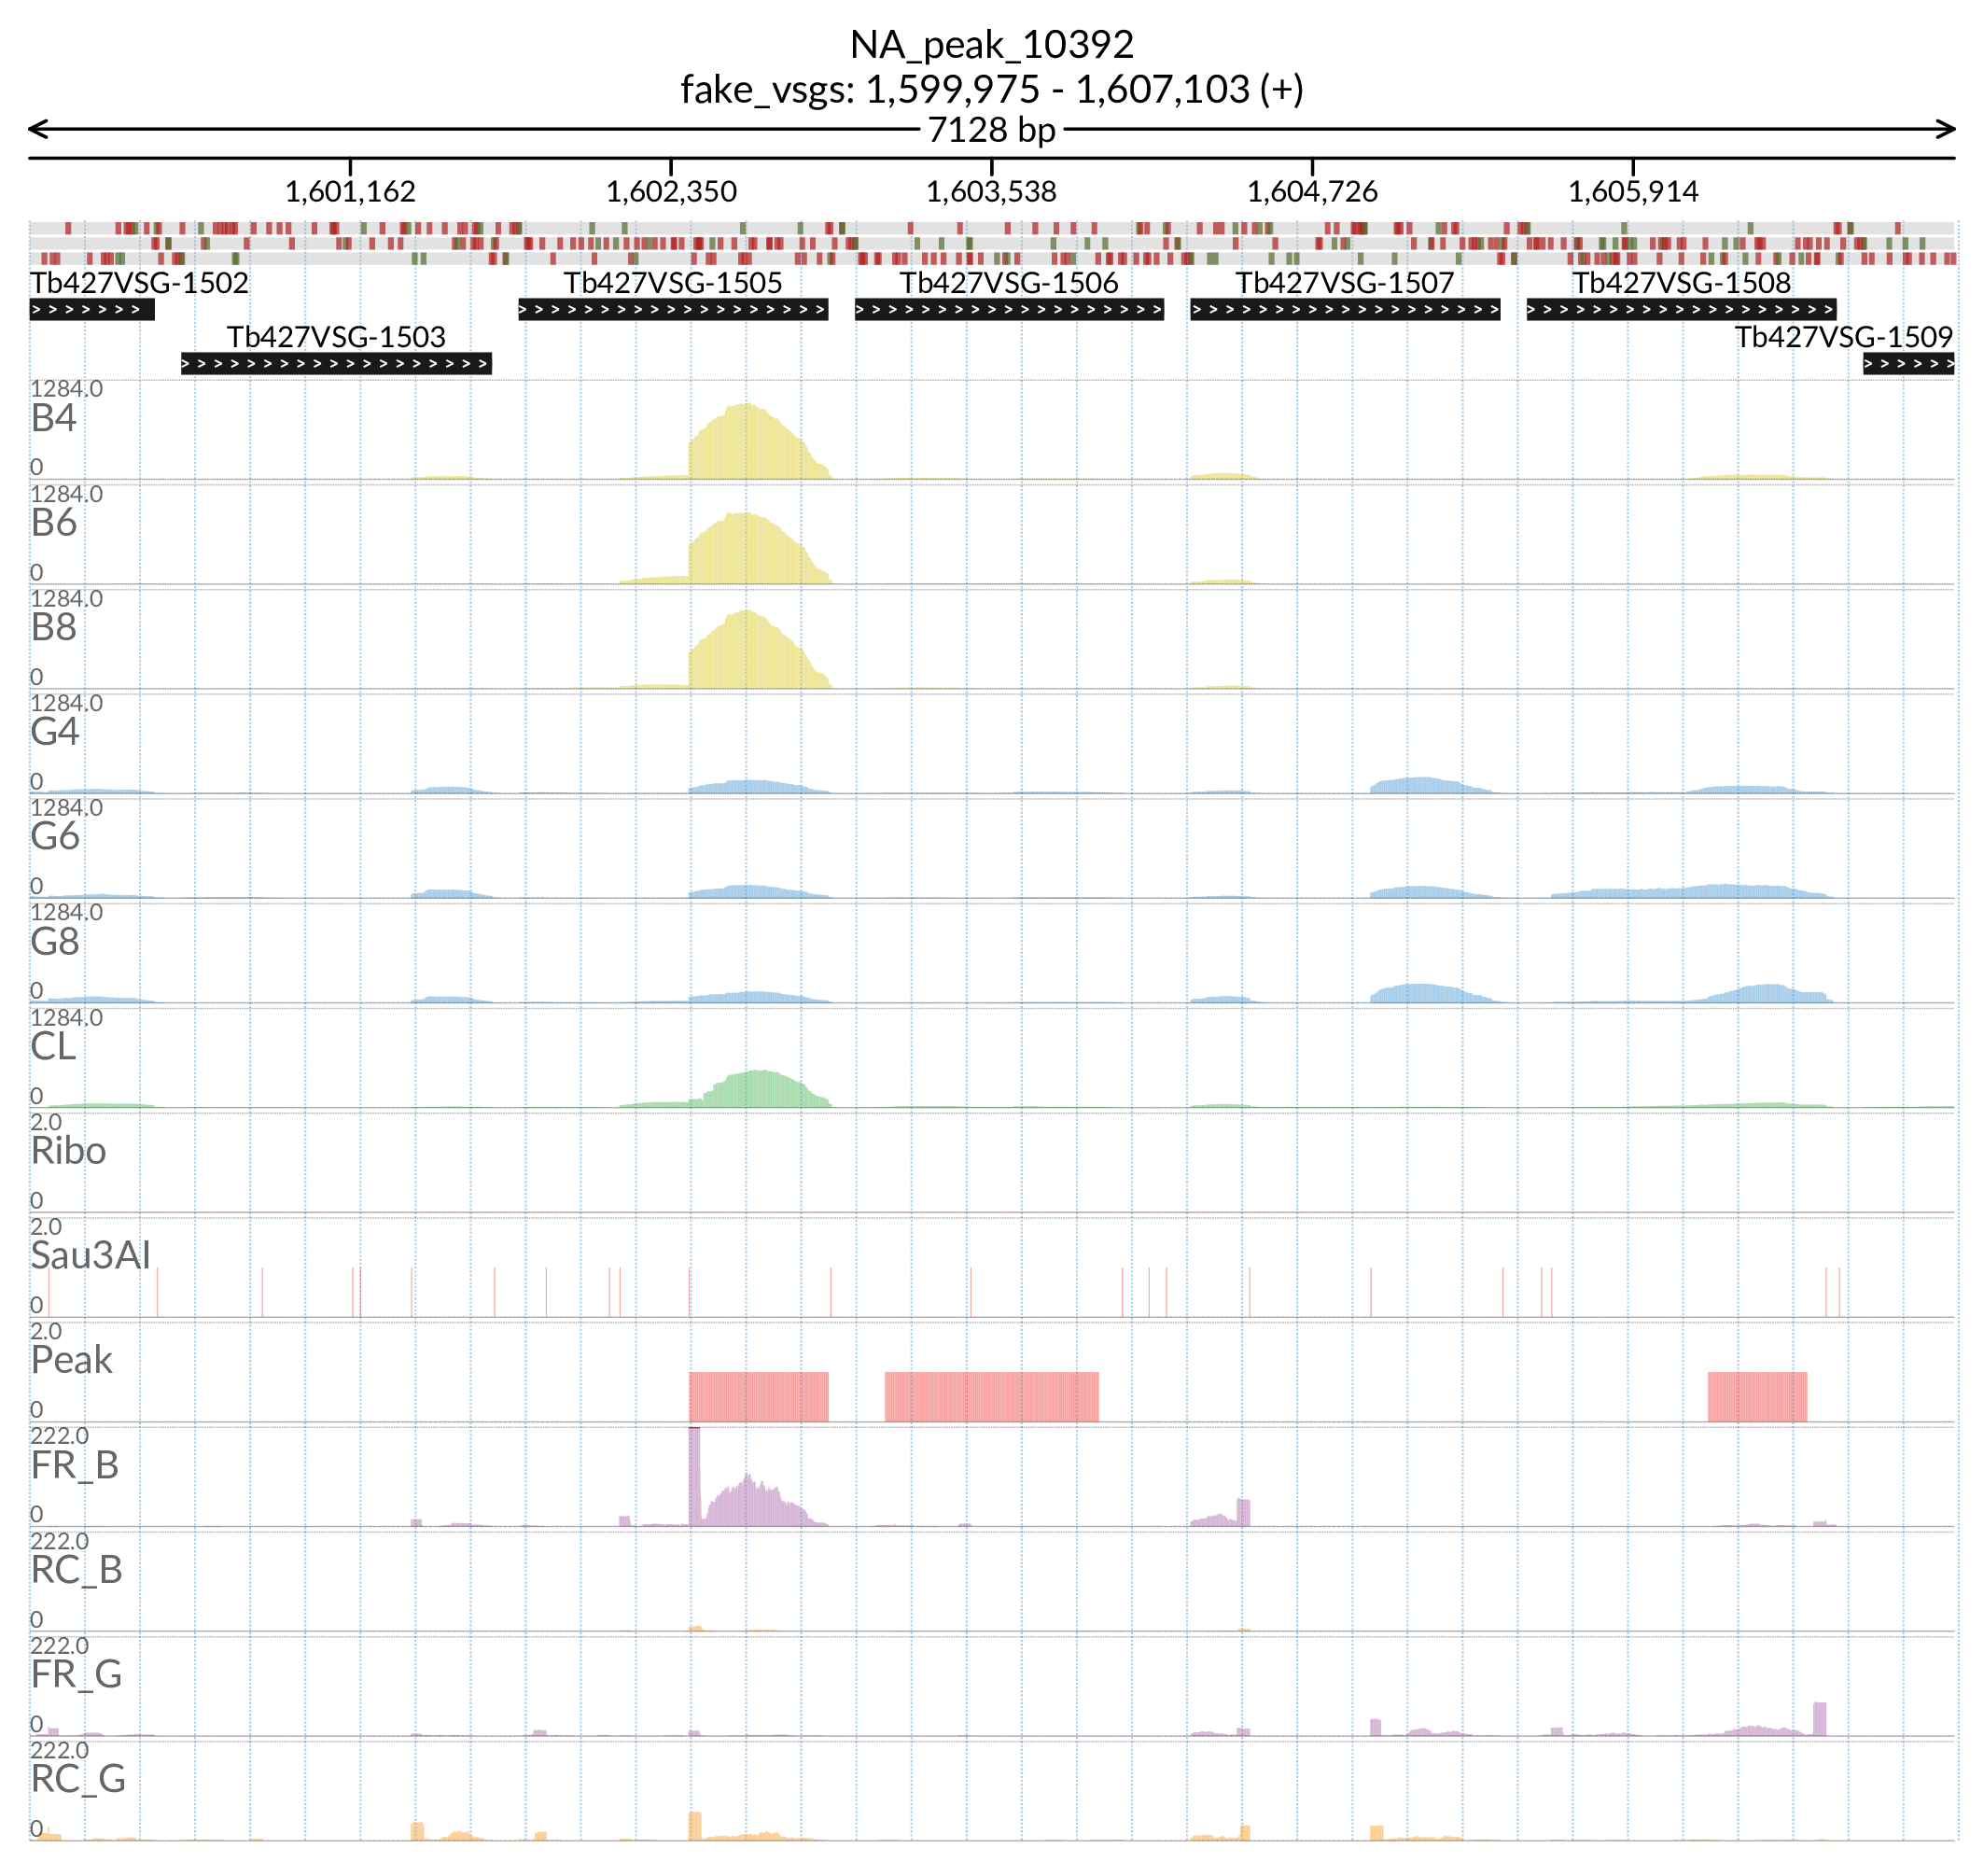 NA_peak_10392
fake_vsgs: 1,599,975 - 1,607,103 (+)
7128 bp
1,601,162 1,602,350 1,603,538 1,604,726 1,605,914
Tb427VSG-1502 Tb427VSG-1505 Tb427VSG-1506 Tb427VSG-1507 Tb427VSG-1508
Tb427VSG-1503 Tb427VSG-1509
1284.0
B4
0
1284.0
B6
0
1284.0
B8
0
1284.0
G4
0
1284.0
G6
0
1284.0
G8
0
1284.0
CL
0
2.0
Ribo
0
2.0
Sau3AI
0
2.0
Peak
0
222.0
FR_B
0
222.0
RC_B
0
222.0
FR_G
0
222.0
RC_G
0